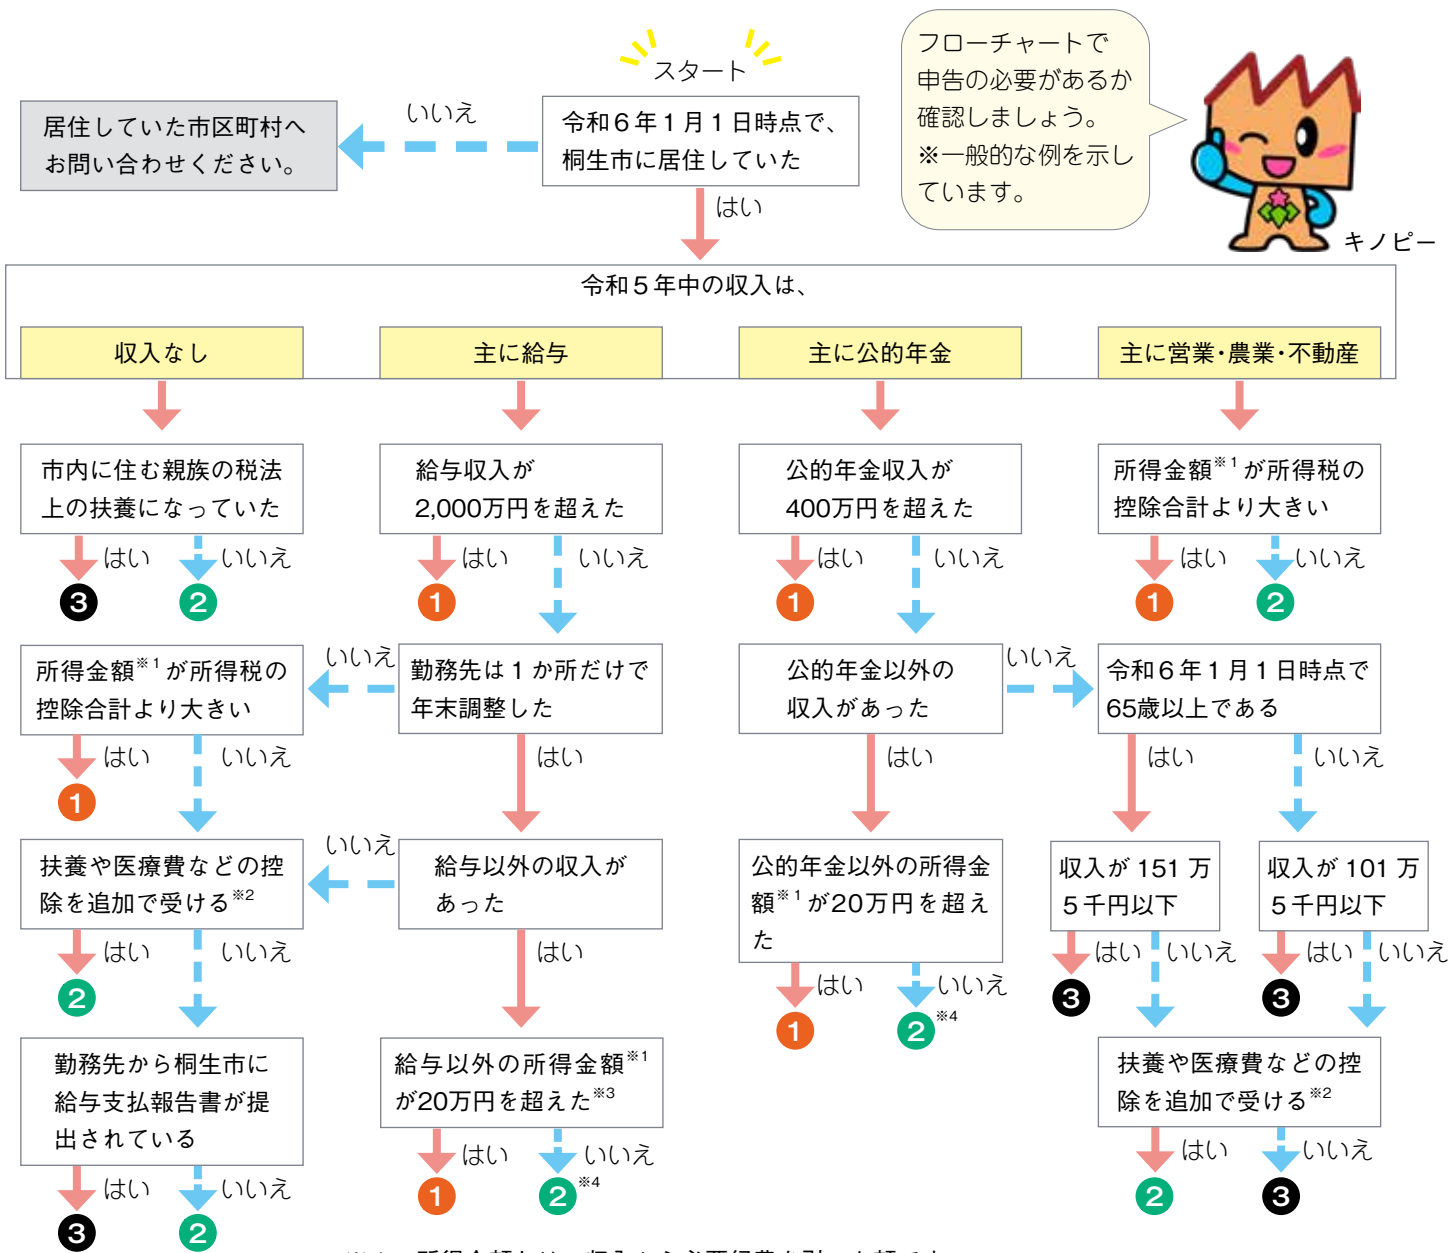 スタート
令和６年１月１日時点で、
桐生市に居住していた
いいえ
居住していた市区町村へ
お問い合わせください。
はい
フローチャートで
申告の必要があるか
確認しましょう。
※一般的な例を示し
ています。
キノピー
令和５年中の収入は、
収入なし
主に給与
主に公的年金
主に営業・農業・不動産
市内に住む親族の税法
上の扶養になっていた
はい
いいえ
3
2
給与収入が
2,000万円を超えた
はい
いいえ
1
公的年金収入が
400万円を超えた
はい
いいえ
1
所得金額※１が所得税の
控除合計より大きい
はい
いいえ
1
2
所得金額※１が所得税の
控除合計より大きい
はい
いいえ
1
いいえ
勤務先は１か所だけで
年末調整した
はい
公的年金以外の
収入があった
はい
いいえ
令和６年１月１日時点で
65歳以上である
はい
いいえ
扶養や医療費などの控
除を追加で受ける※2
はい
いいえ
2
いいえ
給与以外の収入が
あった
はい
公的年金以外の所得金
額※１が20万円を超え
た
はい
いいえ
1
2※4
収入が 151 万
５千円以下
はい
いいえ
3
収入が 101 万
５千円以下
はい
いいえ
3
勤務先から桐生市に
給与支払報告書が提
出されている
はい
いいえ
3
2
給与以外の所得金額※1
が20万円を超えた※3
はい
いいえ
1
2※4
扶養や医療費などの控
除を追加で受ける※2
はい
いいえ
2
3